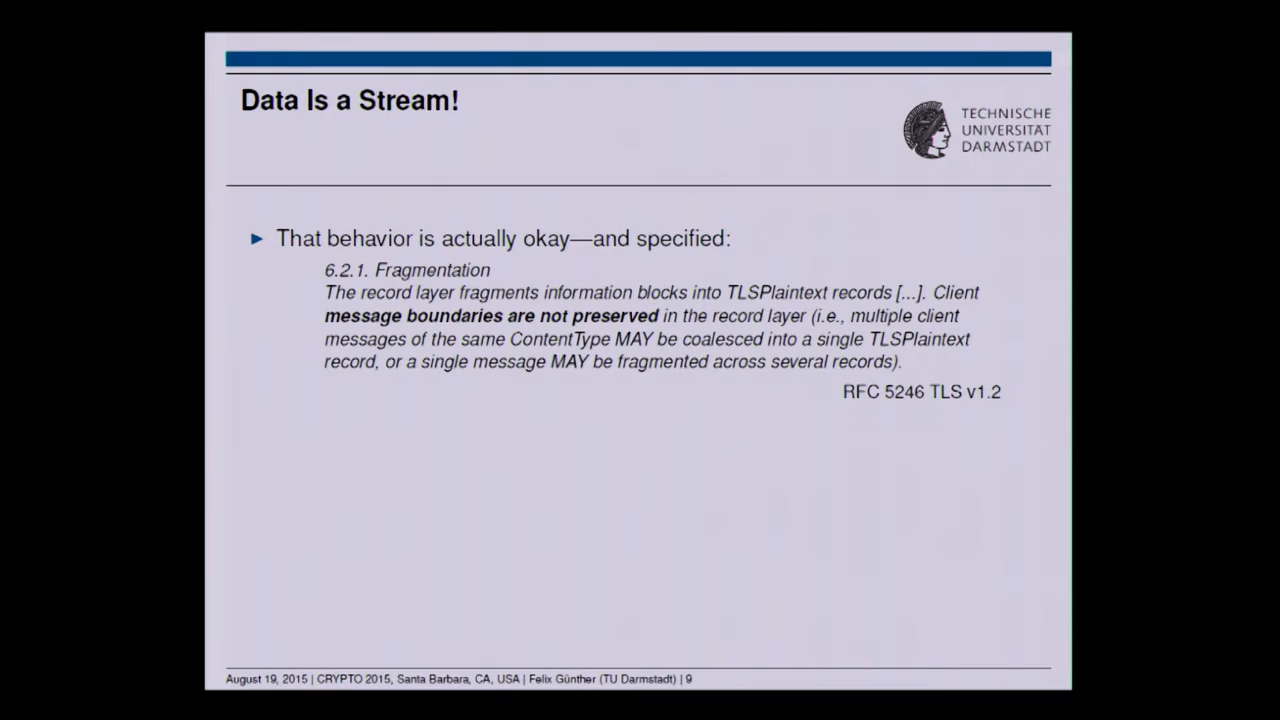 Data Is a Stream!
TECHNISCHE
UNIVERSITÄT
DARMSTADT
► That behavior is actually okay—and specified:
6.2.1. Fragmentation
The record layer fragments information blocks into TLSPlaintext records [...]. Client
message boundaries are not preserved in the record layer (i.e., multiple client
messages of the same ContentType MAY be coalesced into a single TLSPlaintext
record, or a single message MAY be fragmented across several records).
RFC 5246 TLS v1.2
August 19, 2015 | CRYPTO 2015, Santa Barbara, CA, USA | Felix Günther (TU Darmstadt) | 9